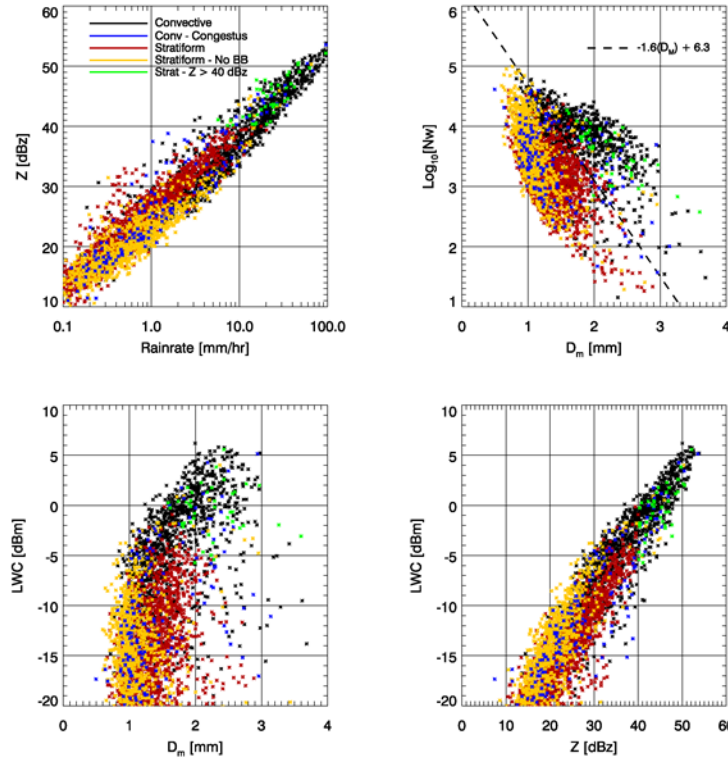 Convective
Conv - Congestus
Stratiform
Stratiform - No BB
Strat - Z > 40 dBz
60
50
40
30
20
10
Z [dBz]
0.1 1.0 10.0 100.0
Rainrate [mm/hr]
-1.6(D_M) + 6.3
6
5
4
3
2
1
Log₁₀[Nw]
0 1 2 3 4
Dₘ [mm]
10
5
0
-5
-10
-15
-20
LWC [dBm]
0 1 2 3 4
Dₘ [mm]
10
5
0
-5
-10
-15
-20
LWC [dBm]
0 10 20 30 40 50 60
Z [dBz]